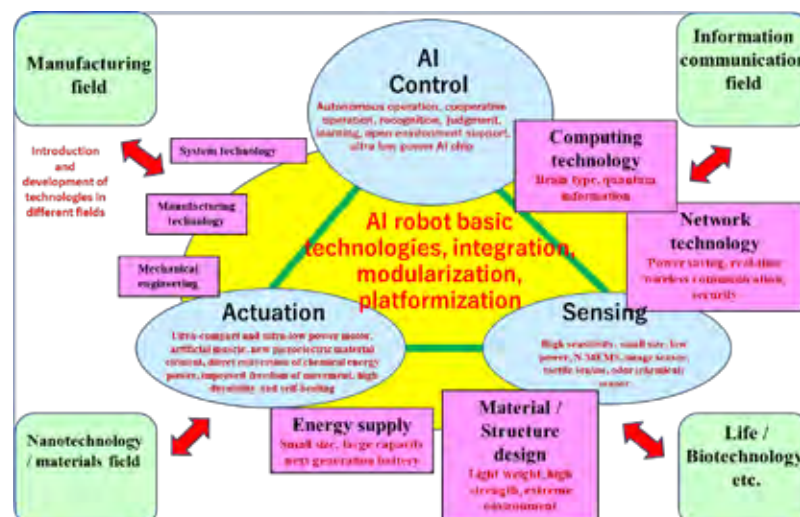 Manufacturing
field
AI
Control
Autonomous operation, cooperative
operation, recognition, judgment,
learning, open environment support,
ultra low power AI chip
Information
communication
field
Introduction
and
development of
technologies in
different fields
System technology
Manufacturing
technology
Mechanical
engineering
Computing
technology
Brain type, quantum
information
Network
technology
Power saving, real-time
wireless communication,
security
AI robot basic
technologies, integration,
modularization,
platformization
Actuation
Ultra-compact and ultra-low power motor,
artificial muscle, new piezoelectric material
element, direct conversion of chemical energy
power, improved freedom of movement, high
durability and self-healing
Sensing
High sensitivity, small size, low
power, N/MEMS, image sensor,
tactile sensor, odor (chemical)
sensor
Energy supply
Small size, large capacity
next generation battery
Material /
Structure
design
Light weight, high
strength, extreme
environment
Nanotechnology
/ materials field
Life /
Biotechnology
etc.